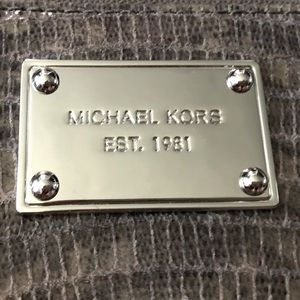 MICHAEL KORS
EST. 1981